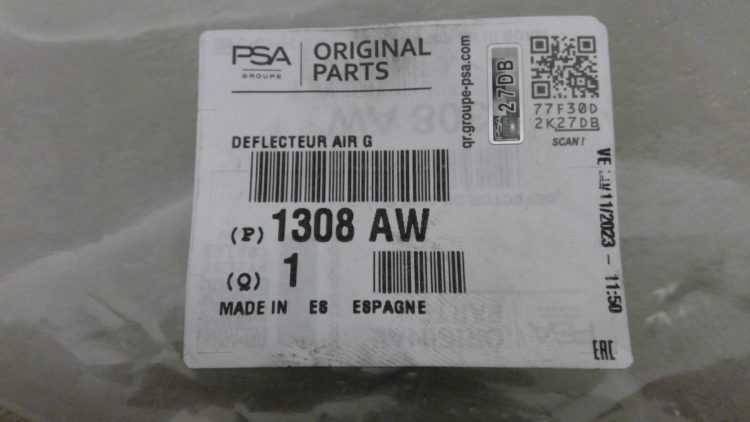 PSA
GROUPE
ORIGINAL
PARTS
qr.groupe-psa.com
27DB
77F30D
2K27DB
SCAN!
DEFLECTEUR AIR G
(P) 1308 AW
(Q) 1
MADE IN ES ESPAGNE
11/2023 - 11:50
EAC